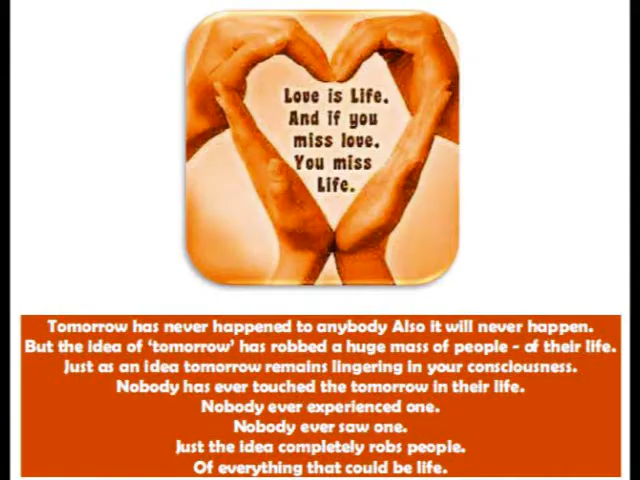 Love is Life.
And if you
miss love.
You miss
Life.
Tomorrow has never happened to anybody Also it will never happen.
But the idea of ‘tomorrow’ has robbed a huge mass of people - of their life.
Just as an idea tomorrow remains lingering in your consciousness.
Nobody has ever touched the tomorrow in their life.
Nobody ever experienced one.
Nobody ever saw one.
Just the idea completely robs people.
Of everything that could be life.